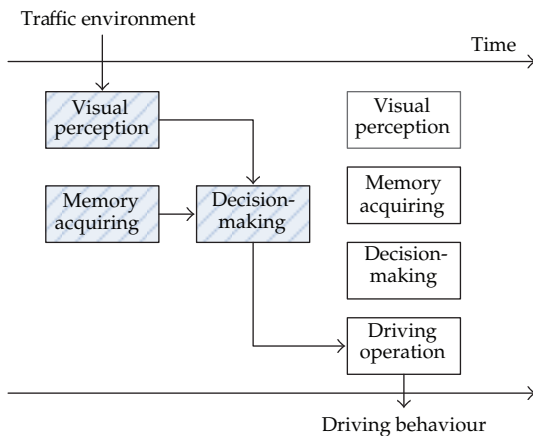 Traffic environment
Time
Visual
perception
Memory
acquiring
Decision-
making
Visual
perception
Memory
acquiring
Decision-
making
Driving
operation
Driving behaviour